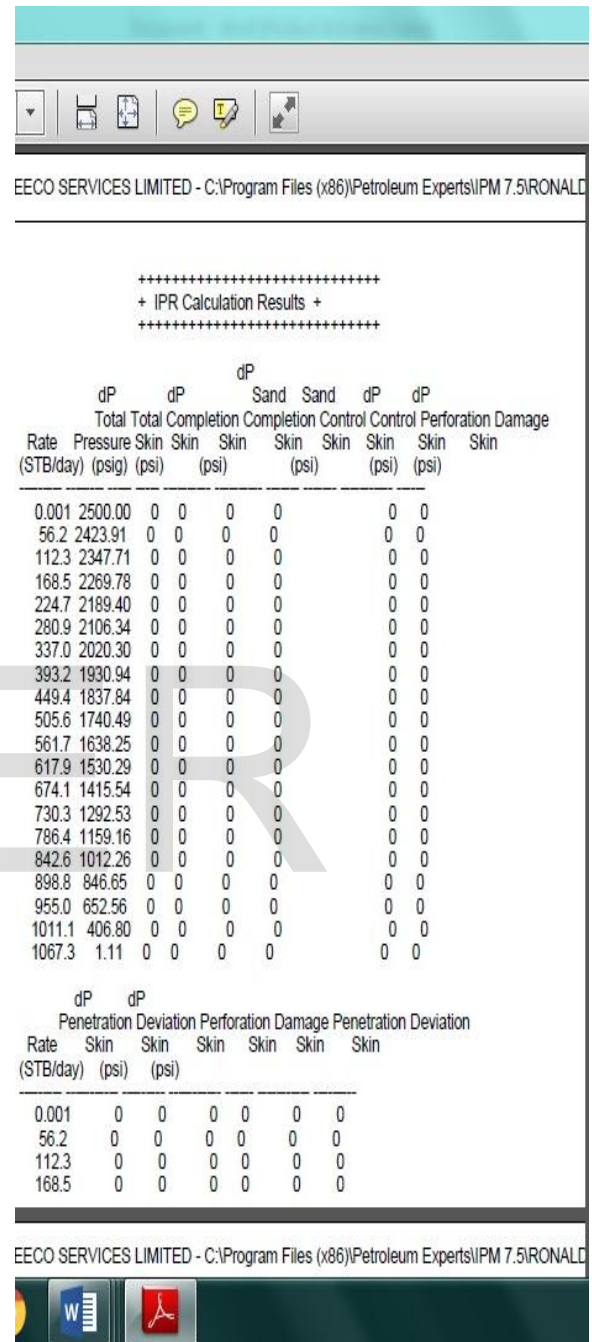 EECO SERVICES LIMITED - C:\Program Files (x86)\Petroleum Experts\IPM 7.5\RONALD
++++++++++++++++++++++++++++++
+ IPR Calculation Results +
++++++++++++++++++++++++++++++
dP
dP dP Sand Sand dP dP
Total Total Completion Completion Control Control Perforation Damage
Rate Pressure Skin Skin Skin Skin Skin Skin Skin Skin
(STB/day) (psig) (psi) (psi) (psi) (psi) (psi)
0.001 2500.00 0 0 0 0 0 0
56.2 2423.91 0 0 0 0 0 0
112.3 2347.71 0 0 0 0 0 0
168.5 2269.78 0 0 0 0 0 0
224.7 2189.40 0 0 0 0 0 0
280.9 2106.34 0 0 0 0 0 0
337.0 2020.30 0 0 0 0 0 0
393.2 1930.94 0 0 0 0 0 0
449.4 1837.84 0 0 0 0 0 0
505.6 1740.49 0 0 0 0 0 0
561.7 1638.25 0 0 0 0 0 0
617.9 1530.29 0 0 0 0 0 0
674.1 1415.54 0 0 0 0 0 0
730.3 1292.53 0 0 0 0 0 0
786.4 1159.16 0 0 0 0 0 0
842.6 1012.26 0 0 0 0 0 0
898.8 846.65 0 0 0 0 0 0
955.0 652.56 0 0 0 0 0 0
1011.1 406.80 0 0 0 0 0 0
1067.3 1.11 0 0 0 0 0 0
dP dP
Penetration Deviation Perforation Damage Penetration Deviation
Rate Skin Skin Skin Skin Skin Skin
(STB/day) (psi) (psi)
0.001 0 0 0 0 0 0
56.2 0 0 0 0 0 0
112.3 0 0 0 0 0 0
168.5 0 0 0 0 0 0
EECO SERVICES LIMITED - C:\Program Files (x86)\Petroleum Experts\IPM 7.5\RONALD
ER
W